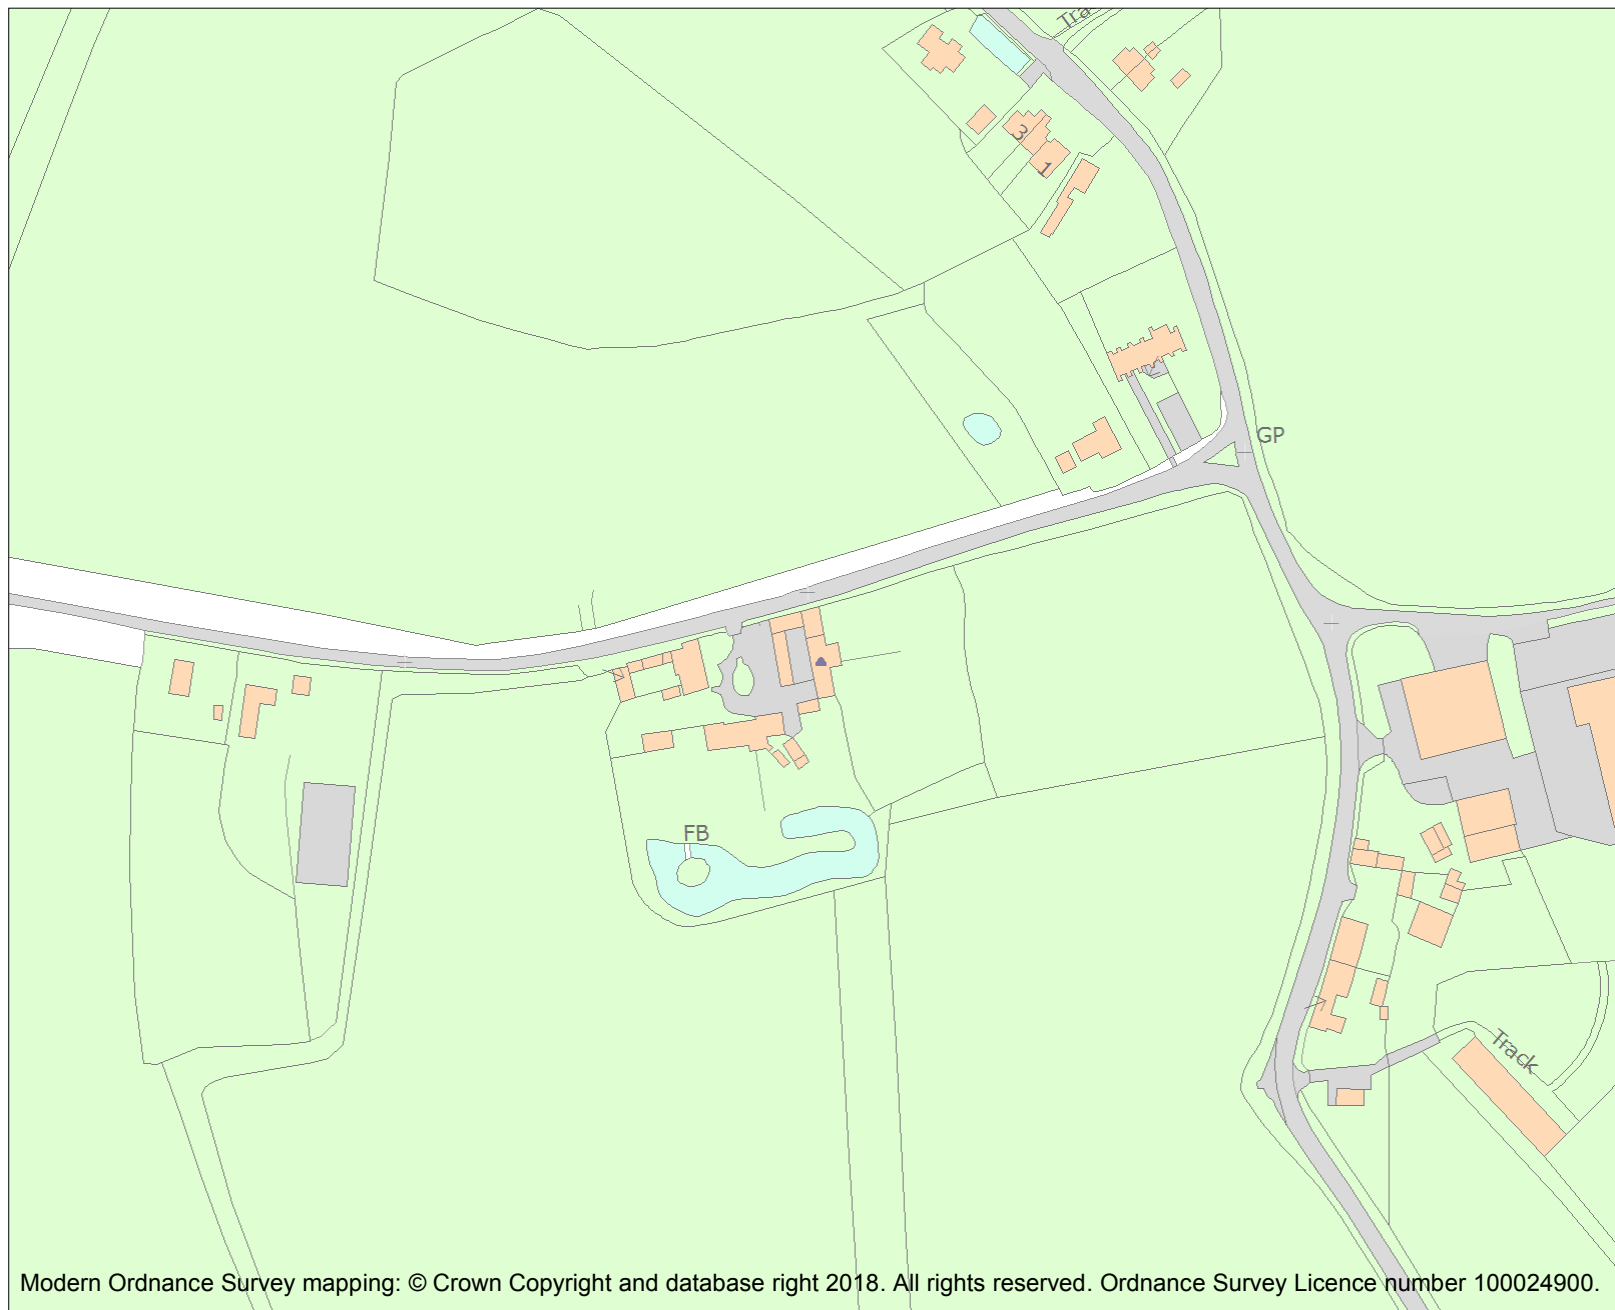 Tra
3
1
GP
FB
Track
Modern Ordnance Survey mapping: © Crown Copyright and database right 2018. All rights reserved. Ordnance Survey Licence number 100024900.